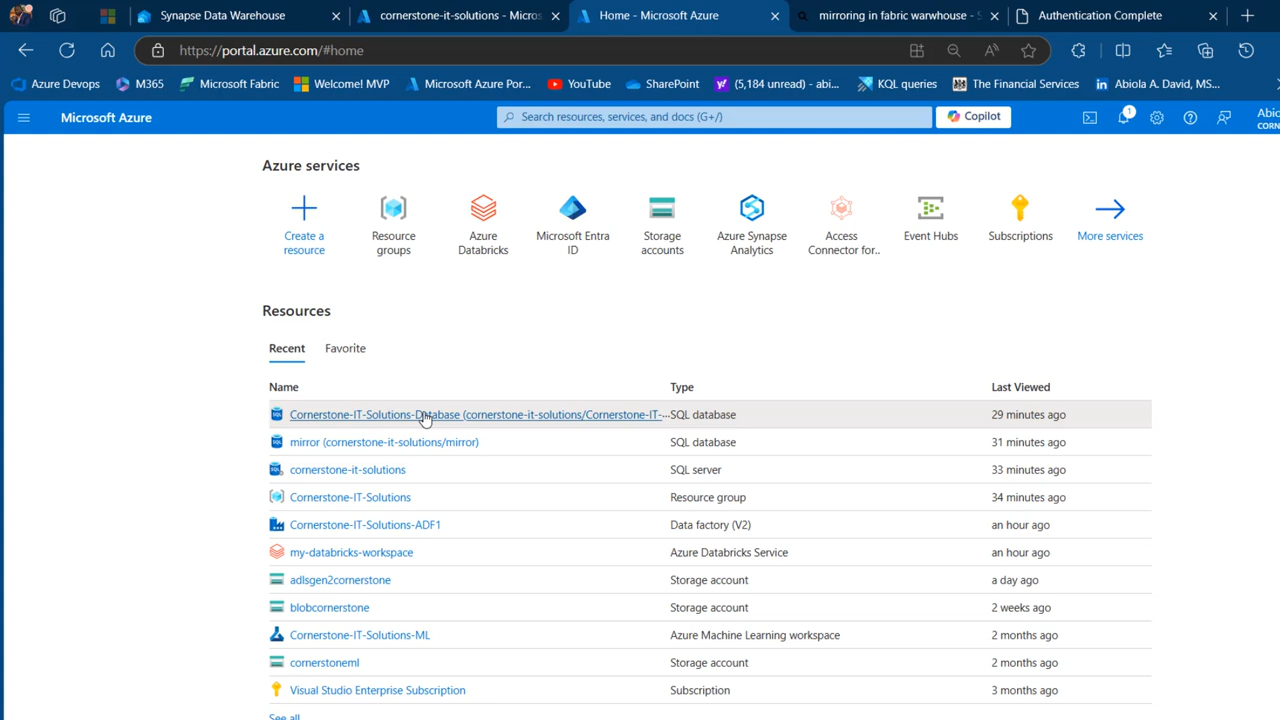 Synapse Data Warehouse
cornerstone-it-solutions - Micros
Home - Microsoft Azure
mirroring in fabric warwhouse - S
Authentication Complete
https://portal.azure.com/#home
Azure Devops
M365
Microsoft Fabric
Welcome! MVP
Microsoft Azure Por...
YouTube
SharePoint
(5,184 unread) - abi...
KQL queries
The Financial Services
Abiola A. David, MS...
Microsoft Azure
Search resources, services, and docs (G+/)
Copilot
1
Abio
CORN
Azure services
Create a
resource
Resource
groups
Azure
Databricks
Microsoft Entra
ID
Storage
accounts
Azure Synapse
Analytics
Access
Connector for..
Event Hubs
Subscriptions
More services
Resources
Recent
Favorite
Name
Type
Last Viewed
Cornerstone-IT-Solutions-Database (cornerstone-it-solutions/Cornerstone-IT-... SQL database 29 minutes ago
mirror (cornerstone-it-solutions/mirror) SQL database 31 minutes ago
cornerstone-it-solutions SQL server 33 minutes ago
Cornerstone-IT-Solutions Resource group 34 minutes ago
Cornerstone-IT-Solutions-ADF1 Data factory (V2) an hour ago
my-databricks-workspace Azure Databricks Service an hour ago
adlsgen2cornerstone Storage account a day ago
blobcornerstone Storage account 2 weeks ago
Cornerstone-IT-Solutions-ML Azure Machine Learning workspace 2 months ago
cornerstoneml Storage account 2 months ago
Visual Studio Enterprise Subscription Subscription 3 months ago
See all